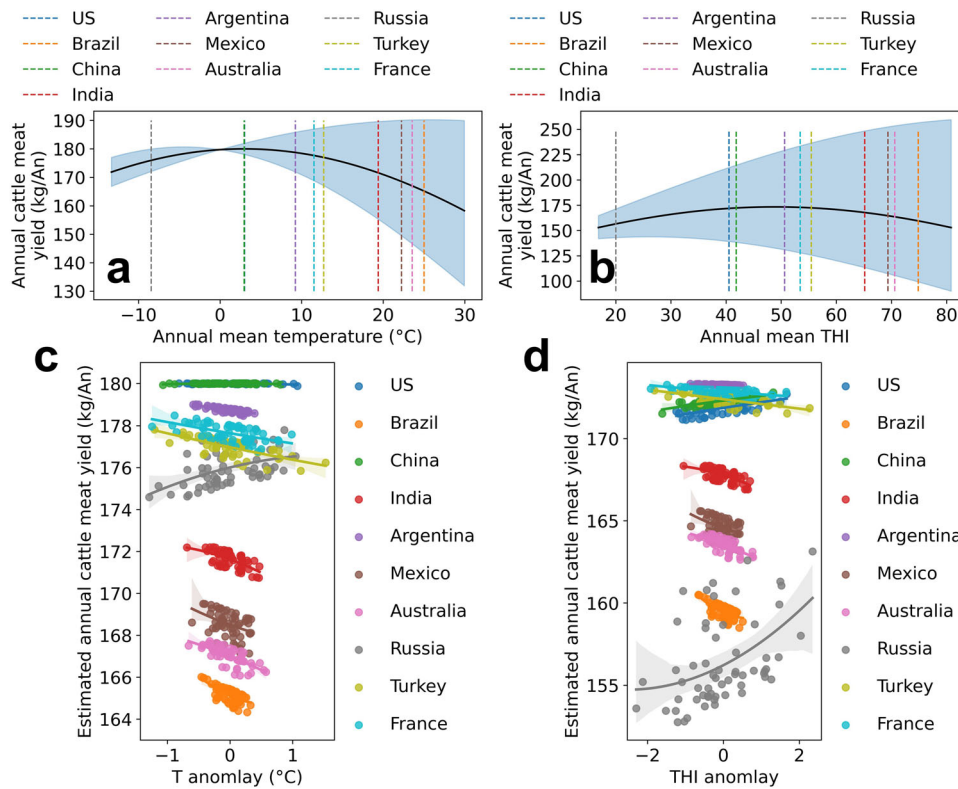 US Argentina Russia
Brazil Mexico Turkey
China Australia France
India
US Argentina Russia
Brazil Mexico Turkey
China Australia France
India
Annual cattle meat
yield (kg/An)
190
180
170
160
150
140
130
a
−10 0 10 20 30
Annual mean temperature (°C)
Annual cattle meat
yield (kg/An)
250
225
200
175
150
125
100
b
20 30 40 50 60 70 80
Annual mean THI
c
Estimated annual cattle meat yield (kg/An)
180
178
176
174
172
170
168
166
164
−1 0 1
T anomlay (°C)
US
Brazil
China
India
Argentina
Mexico
Australia
Russia
Turkey
France
d
Estimated annual cattle meat yield (kg/An)
170
165
160
155
−2 0 2
THI anomlay
US
Brazil
China
India
Argentina
Mexico
Australia
Russia
Turkey
France